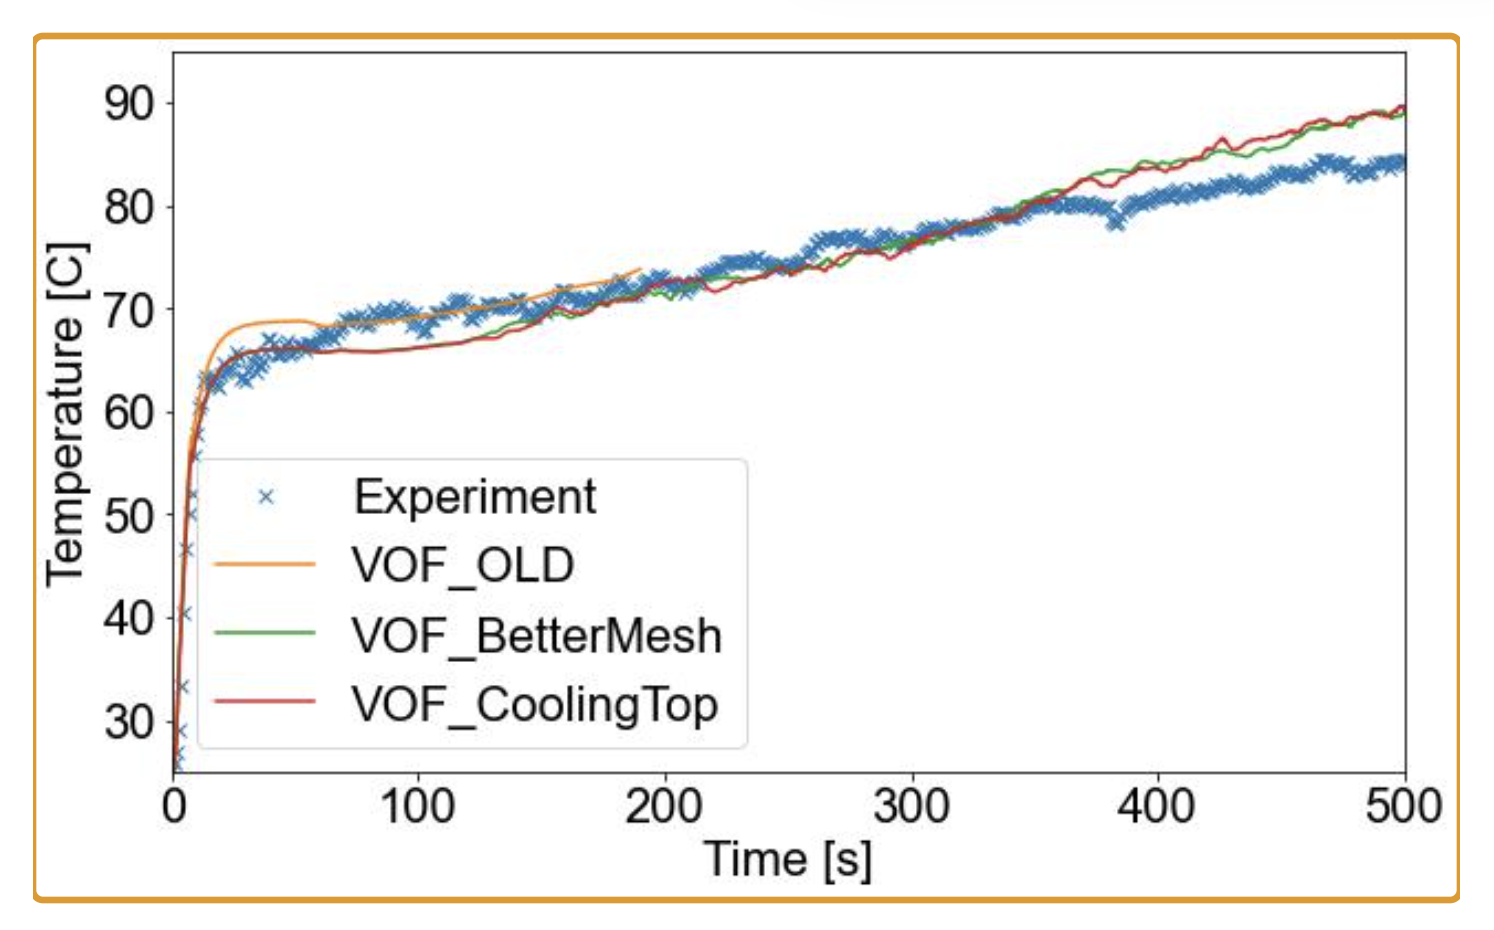 90
80
70
60
50
40
30
Temperature [C]
Experiment
VOF_OLD
VOF_BetterMesh
VOF_CoolingTop
0 100 200 300 400 500
Time [s]